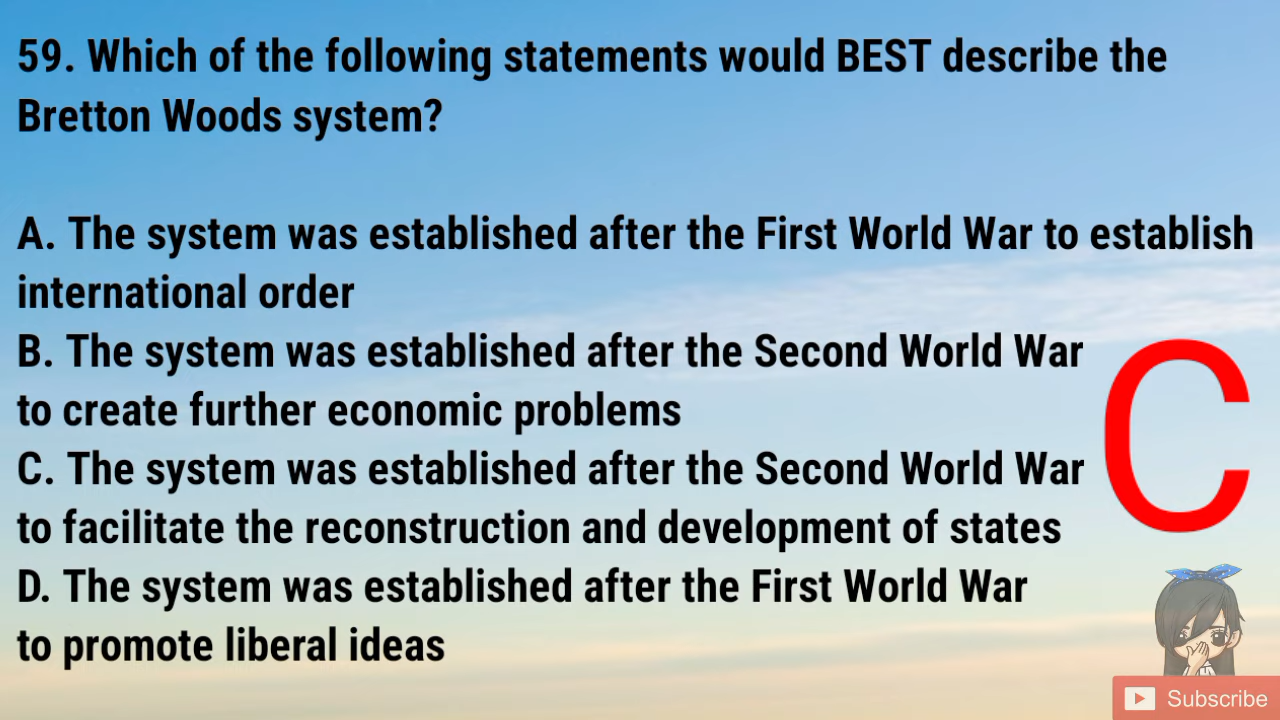 59. Which of the following statements would BEST describe the
Bretton Woods system?
A. The system was established after the First World War to establish
international order
B. The system was established after the Second World War
to create further economic problems
C. The system was established after the Second World War
to facilitate the reconstruction and development of states
D. The system was established after the First World War
to promote liberal ideas
C
Subscribe